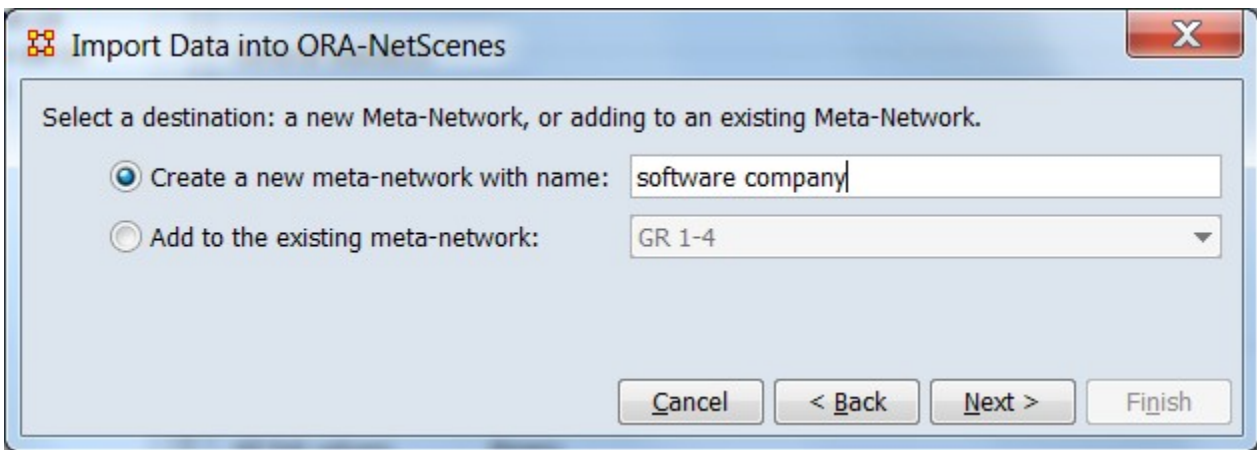 Import Data into ORA-NetScenes
Select a destination: a new Meta-Network, or adding to an existing Meta-Network.
Create a new meta-network with name: software company
Add to the existing meta-network: GR 1-4
Cancel < Back Next > Finish